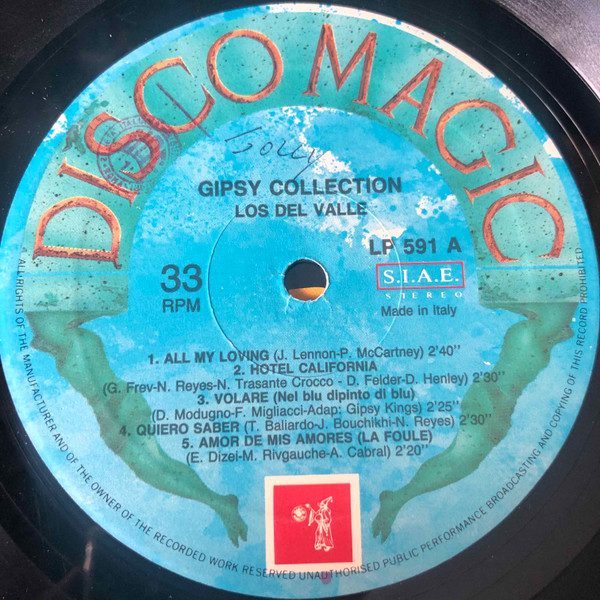 DISCO MAGIC
GIPSY COLLECTION
LOS DEL VALLE
LP 591 A
33
RPM
S.I.A.E.
STEREO
Made in Italy
1. ALL MY LOVING (J. Lennon-P. McCartney) 2'40"
2. HOTEL CALIFORNIA
(G. Frev-N. Reyes-N. Trasante Crocco - D. Felder-D. Henley) 2'30"
3. VOLARE (Nel blu dipinto di blu)
(D. Modugno-F. Migliacci-Adap: Gipsy Kings) 2'25"
4. QUIERO SABER (T. Baliardo-J. Bouchikhi-N. Reyes) 2'30"
5. AMOR DE MIS AMORES (LA FOULE)
(E. Dizei-M. Rivgauche-A. Cabral) 2'20"
ALL RIGHTS OF THE MANUFACTURER AND OF THE OWNER OF THE RECORDED WORK RESERVED UNAUTHORISED PUBLIC PERFORMANCE BROADCASTING AND COPYING OF THIS RECORD PROHIBITED